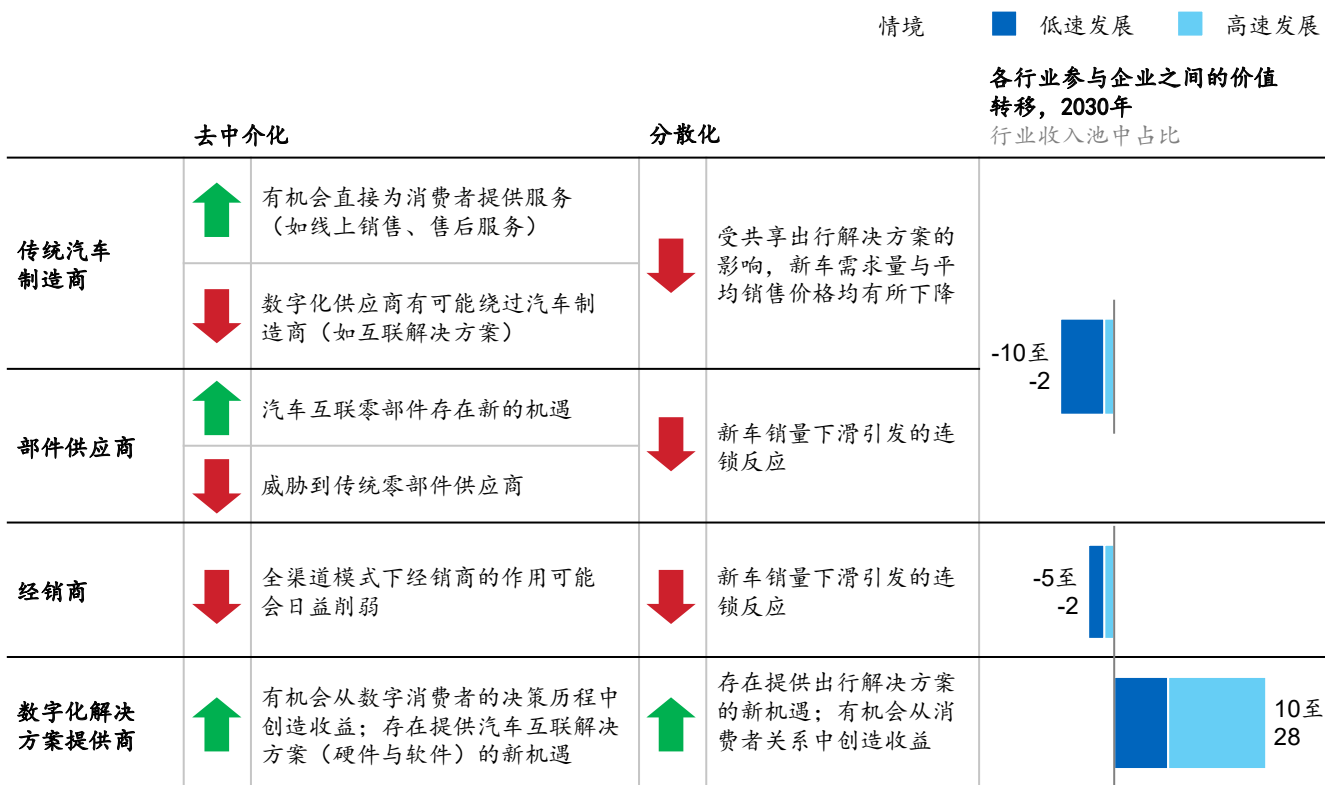 情境
低速发展
高速发展
各行业参与企业之间的价值
转移，2030年
行业收入池中占比
去中介化
分散化
传统汽车
制造商
有机会直接为消费者提供服务
（如线上销售、售后服务）
数字化供应商有可能绕过汽车制
造商（如互联解决方案）
受共享出行解决方案的
影响，新车需求量与平
均销售价格均有所下降
-10至
-2
部件供应商
汽车互联零部件存在新的机遇
威胁到传统零部件供应商
新车销量下滑引发的连
锁反应
经销商
全渠道模式下经销商的作用可能
会日益削弱
新车销量下滑引发的连
锁反应
-5至
-2
数字化解决
方案提供商
有机会从数字消费者的决策历程中
创造收益；存在提供汽车互联解决
方案（硬件与软件）的新机遇
存在提供出行解决方案
的新机遇；有机会从消
费者关系中创造收益
10至
28